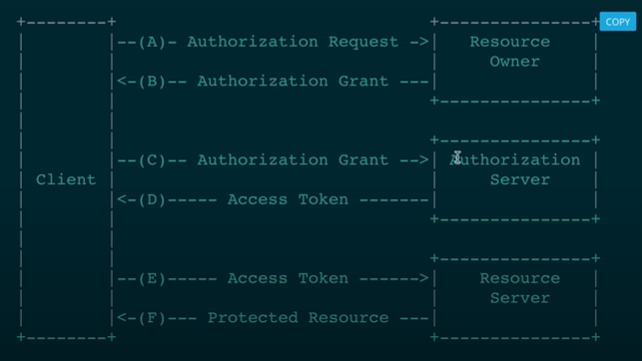 +--------+                               +---------------+ COPY
|        |--(A)- Authorization Request ->|   Resource    |
|        |                               |     Owner     |
|        |<-(B)-- Authorization Grant ---|               |
|        |                               +---------------+
|        |                               +---------------+
|        |--(C)-- Authorization Grant -->| Authorization |
| Client |                               |     Server    |
|        |<-(D)----- Access Token -------|               |
|        |                               +---------------+
|        |                               +---------------+
|        |--(E)----- Access Token ------>|    Resource   |
|        |                               |     Server    |
|        |<-(F)--- Protected Resource ---|               |
+--------+                               +---------------+